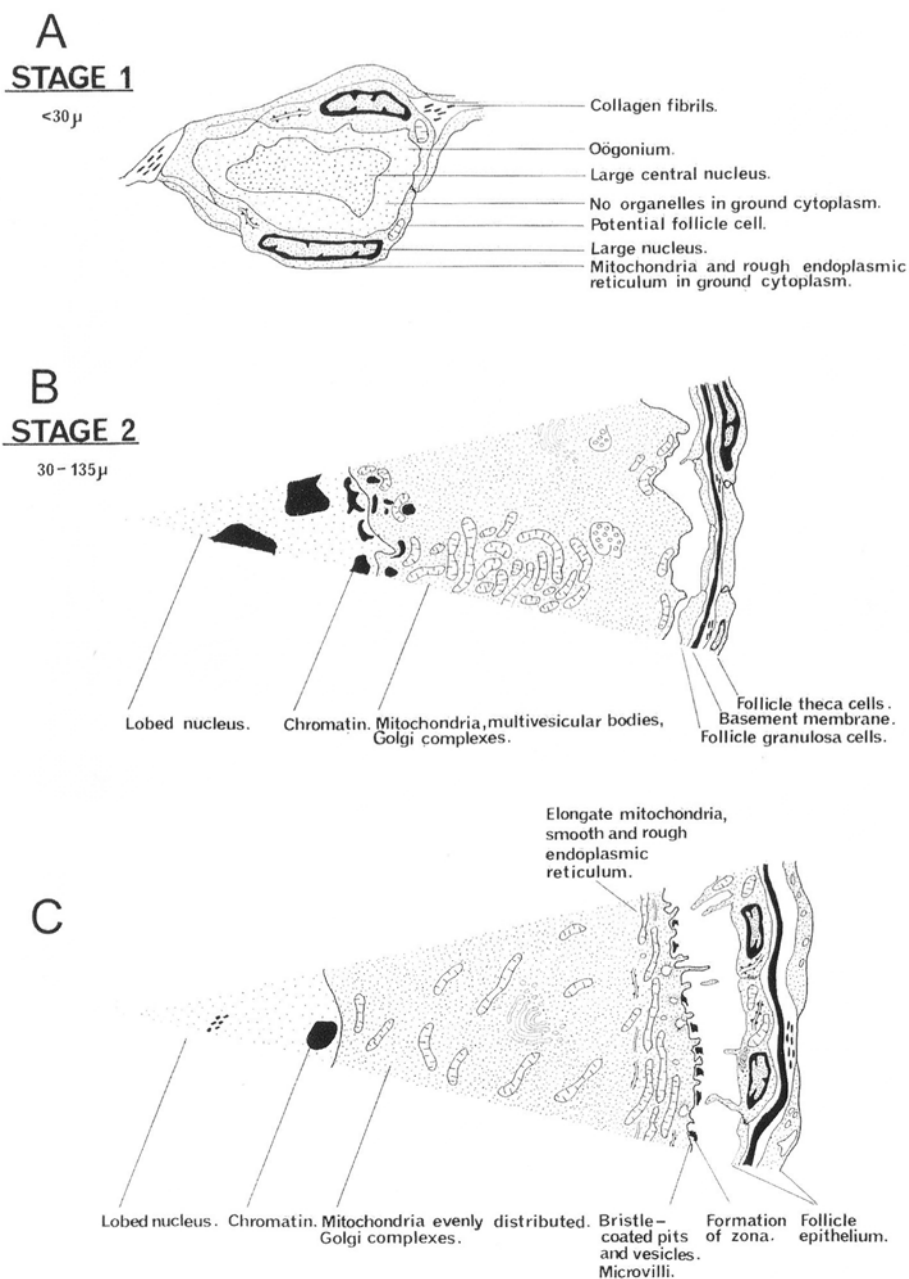 A
STAGE 1
<30μ
Collagen fibrils.
Oögonium.
Large central nucleus.
No organelles in ground cytoplasm.
Potential follicle cell.
Large nucleus.
Mitochondria and rough endoplasmic
reticulum in ground cytoplasm.
B
STAGE 2
30-135μ
Lobed nucleus.
Chromatin.
Mitochondria, multivesicular bodies,
Golgi complexes.
Follicle theca cells.
Basement membrane.
Follicle granulosa cells.
Elongate mitochondria,
smooth and rough
endoplasmic
reticulum.
C
Lobed nucleus.
Chromatin.
Mitochondria evenly distributed.
Golgi complexes.
Bristle-
coated pits
and vesicles.
Microvilli.
Formation
of zona.
Follicle
epithelium.